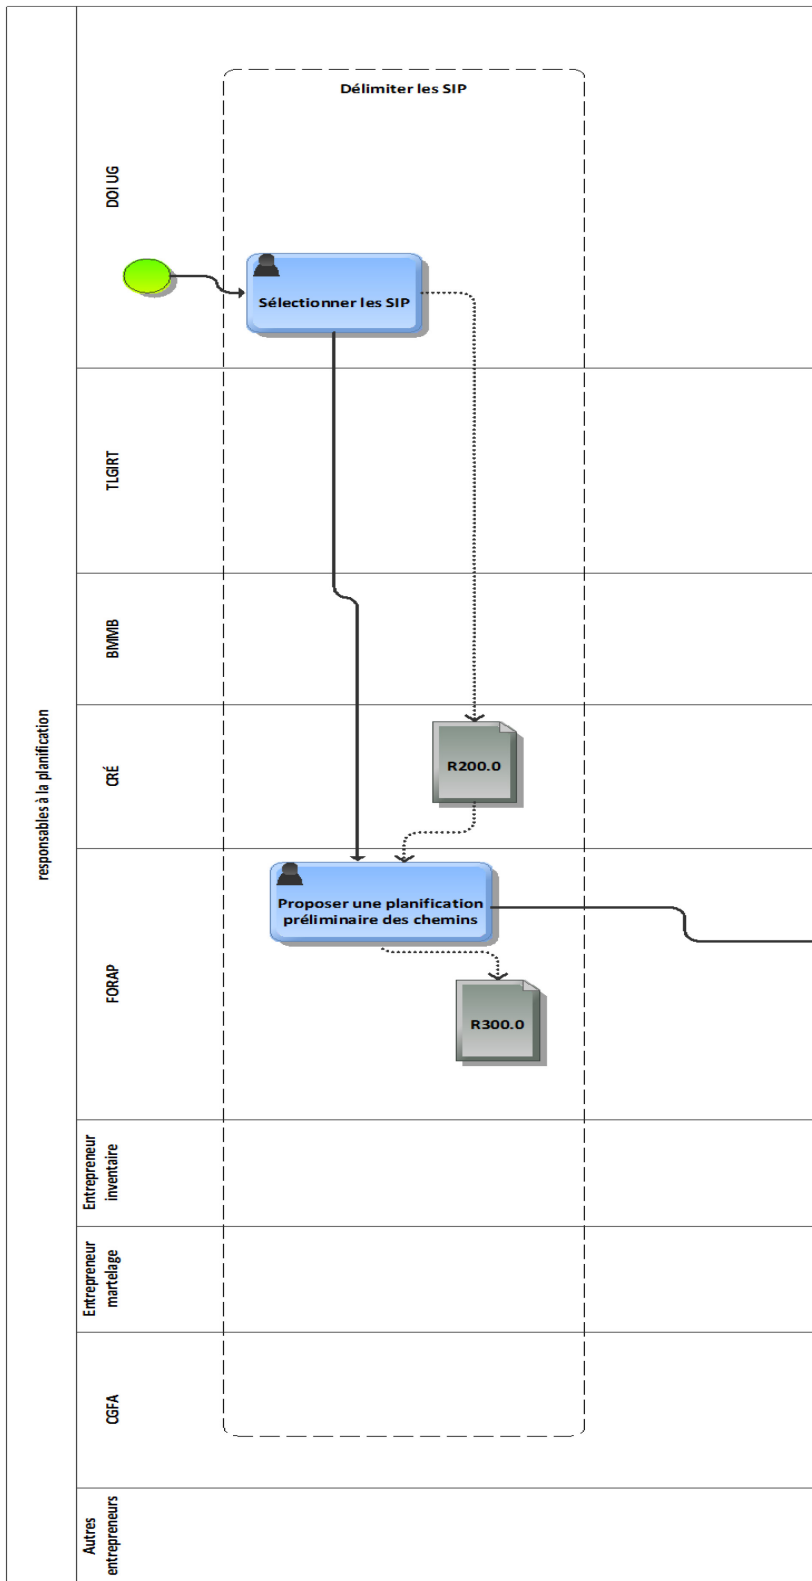 responsables à la planification
DOI UG
Délimiter les SIP
Sélectionner les SIP
TLGIRT
BMMB
CRÉ
R200.0
FORAP
Proposer une planification
préliminaire des chemins
R300.0
Entrepreneur
inventaire
Entrepreneur
martelage
CGFA
Autres
entrepreneurs